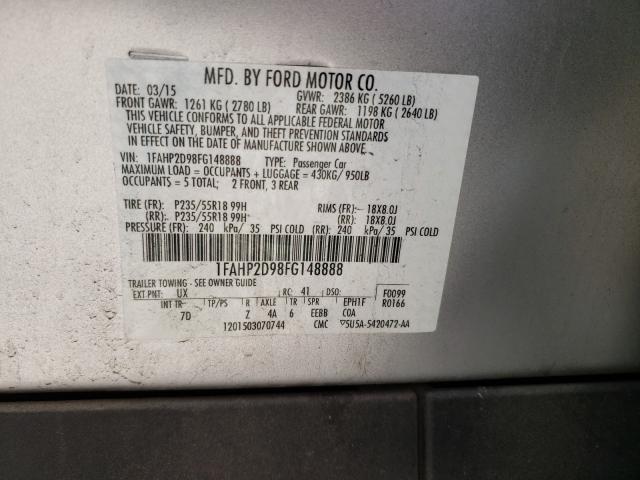 MFD. BY FORD MOTOR CO.
DATE: 03/15 GVWR: 2386 KG ( 5260 LB)
FRONT GAWR: 1261 KG ( 2780 LB) REAR GAWR: 1198 KG ( 2640 LB)
THIS VEHICLE CONFORMS TO ALL APPLICABLE FEDERAL MOTOR
VEHICLE SAFETY, BUMPER, AND THEFT PREVENTION STANDARDS
IN EFFECT ON THE DATE OF MANUFACTURE SHOWN ABOVE.
VIN: 1FAHP2D98FG148888 TYPE: Passenger Car
MAXIMUM LOAD = OCCUPANTS + LUGGAGE = 430KG/ 950LB
OCCUPANTS = 5 TOTAL; 2 FRONT, 3 REAR
TIRE (FR): P235/55R18 99H RIMS (FR): 18X8.0J
(RR): P235/55R18 99H (RR): 18X8.0J
PRESSURE (FR): 240 kPa/ 35 PSI COLD (RR): 240 kPa/ 35 PSI COLD
1FAHP2D98FG148888
TRAILER TOWING - SEE OWNER GUIDE
EXT PNT: UX RC: 41 DSO: F0099
INT TR TP/PS R AXLE TR SPR EPH1F R0166
7D Z 4A 6 EEBB COA
1201503070744 CMC ▽5U5A-5420472-AA